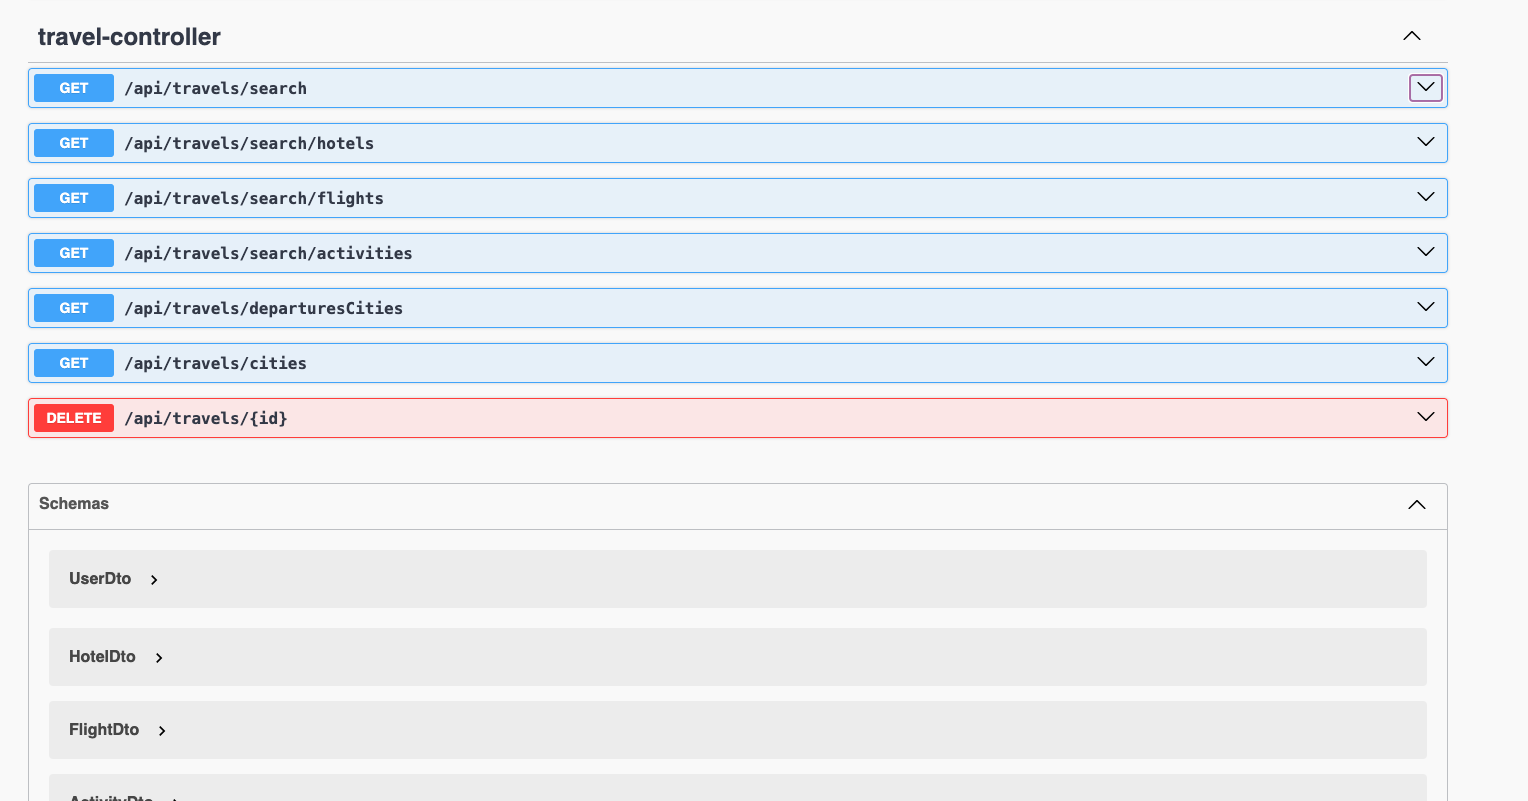 travel-controller
GET /api/travels/search
GET /api/travels/search/hotels
GET /api/travels/search/flights
GET /api/travels/search/activities
GET /api/travels/departuresCities
GET /api/travels/cities
DELETE /api/travels/{id}
Schemas
UserDto
HotelDto
FlightDto
ActivityDto